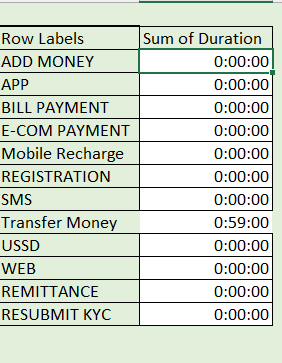 Row Labels Sum of Duration
ADD MONEY 0:00:00
APP 0:00:00
BILL PAYMENT 0:00:00
E-COM PAYMENT 0:00:00
Mobile Recharge 0:00:00
REGISTRATION 0:00:00
SMS 0:00:00
Transfer Money 0:59:00
USSD 0:00:00
WEB 0:00:00
REMITTANCE 0:00:00
RESUBMIT KYC 0:00:00